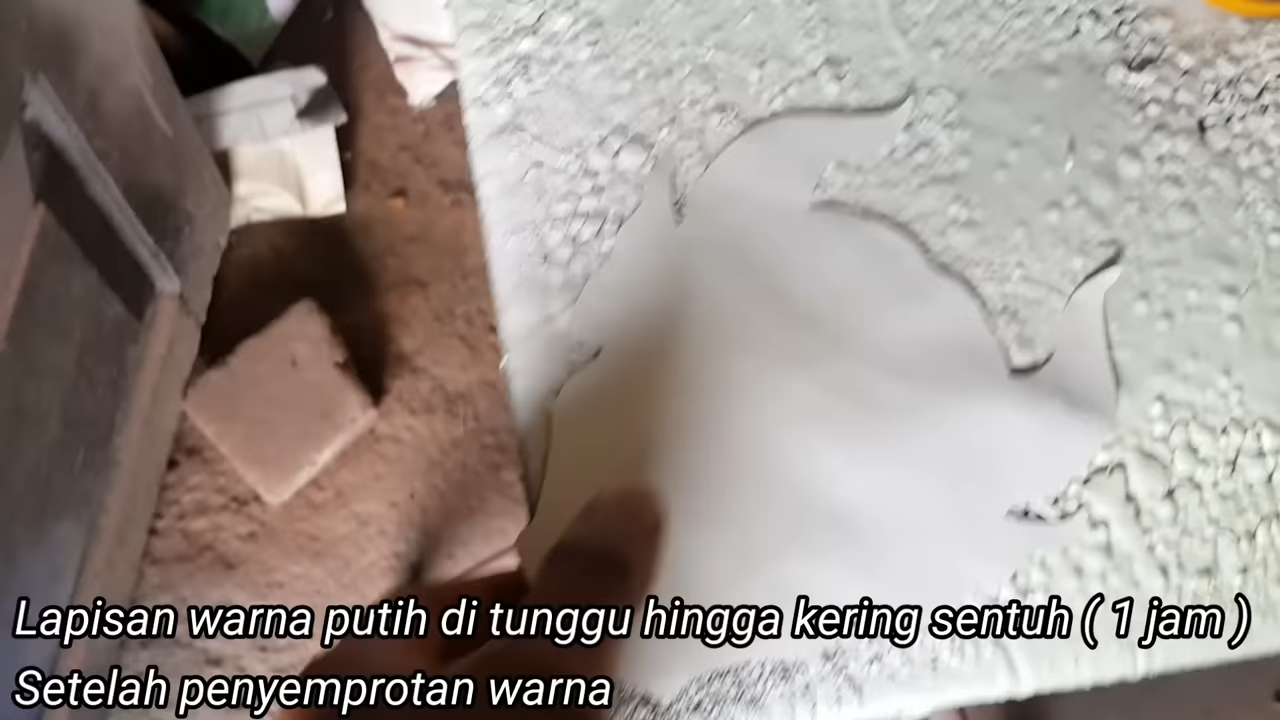 Lapisan warna putih di tunggu hingga kering sentuh ( 1 jam )
Setelah penyemprotan warna